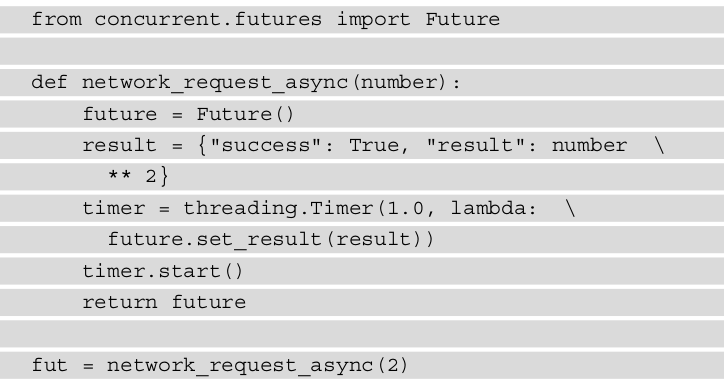 from concurrent.futures import Future
def network_request_async(number):
    future = Future()
    result = {"success": True, "result": number  \
      ** 2}
    timer = threading.Timer(1.0, lambda:  \
      future.set_result(result))
    timer.start()
    return future
fut = network_request_async(2)